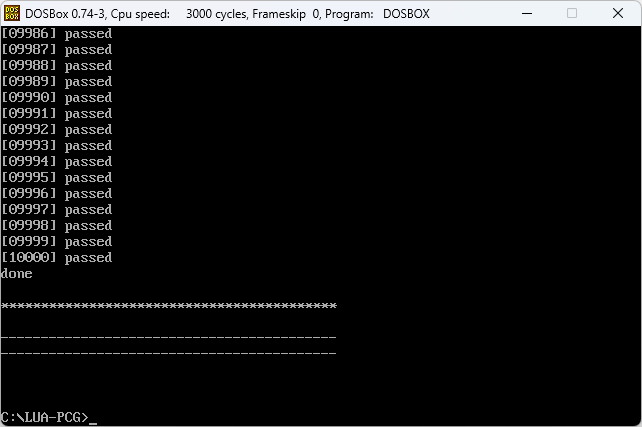 DOSBox 0.74-3, Cpu speed:    3000 cycles, Frameskip  0, Program:   DOSBOX
[09986] passed
[09987] passed
[09988] passed
[09989] passed
[09990] passed
[09991] passed
[09992] passed
[09993] passed
[09994] passed
[09995] passed
[09996] passed
[09997] passed
[09998] passed
[09999] passed
[10000] passed
done
******************************************
------------------------------------------
------------------------------------------
C:\LUA-PCG>_